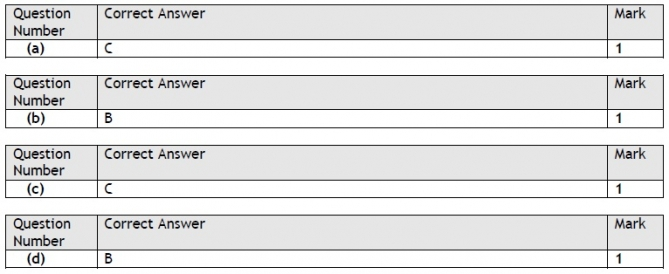 Question Number Correct Answer Mark
(a) C 1
Question Number Correct Answer Mark
(b) B 1
Question Number Correct Answer Mark
(c) C 1
Question Number Correct Answer Mark
(d) B 1